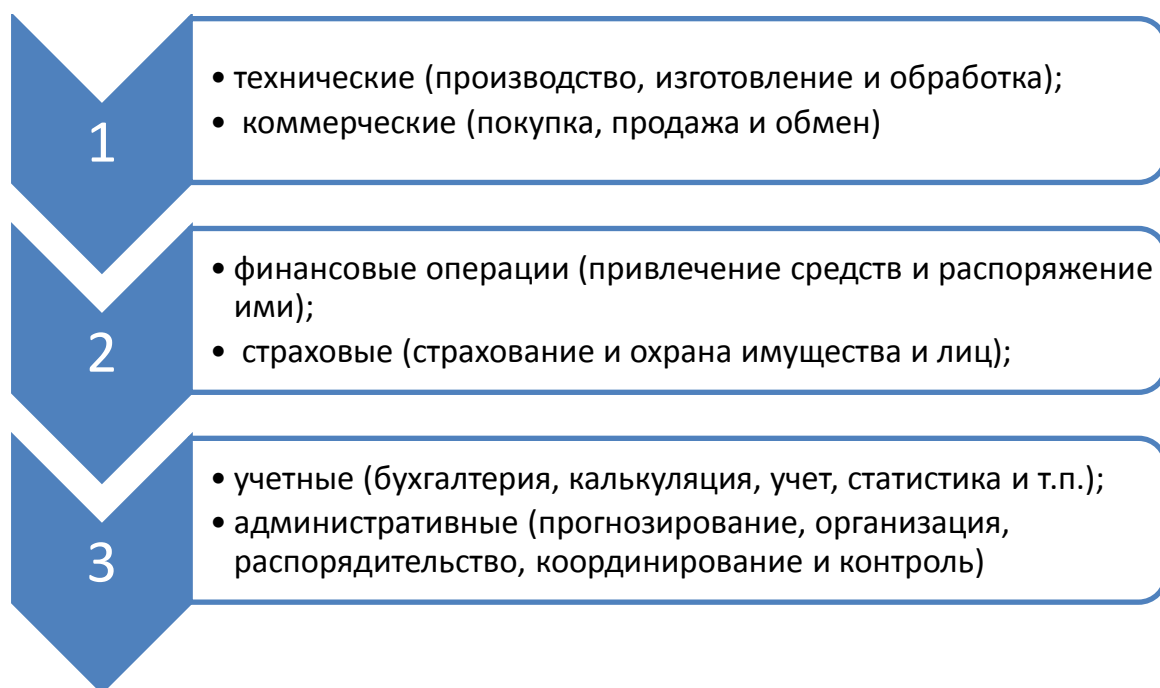 1
• технические (производство, изготовление и обработка);
• коммерческие (покупка, продажа и обмен)
2
• финансовые операции (привлечение средств и распоряжение
ими);
• страховые (страхование и охрана имущества и лиц);
3
• учетные (бухгалтерия, калькуляция, учет, статистика и т.п.);
• административные (прогнозирование, организация,
распорядительство, координирование и контроль)